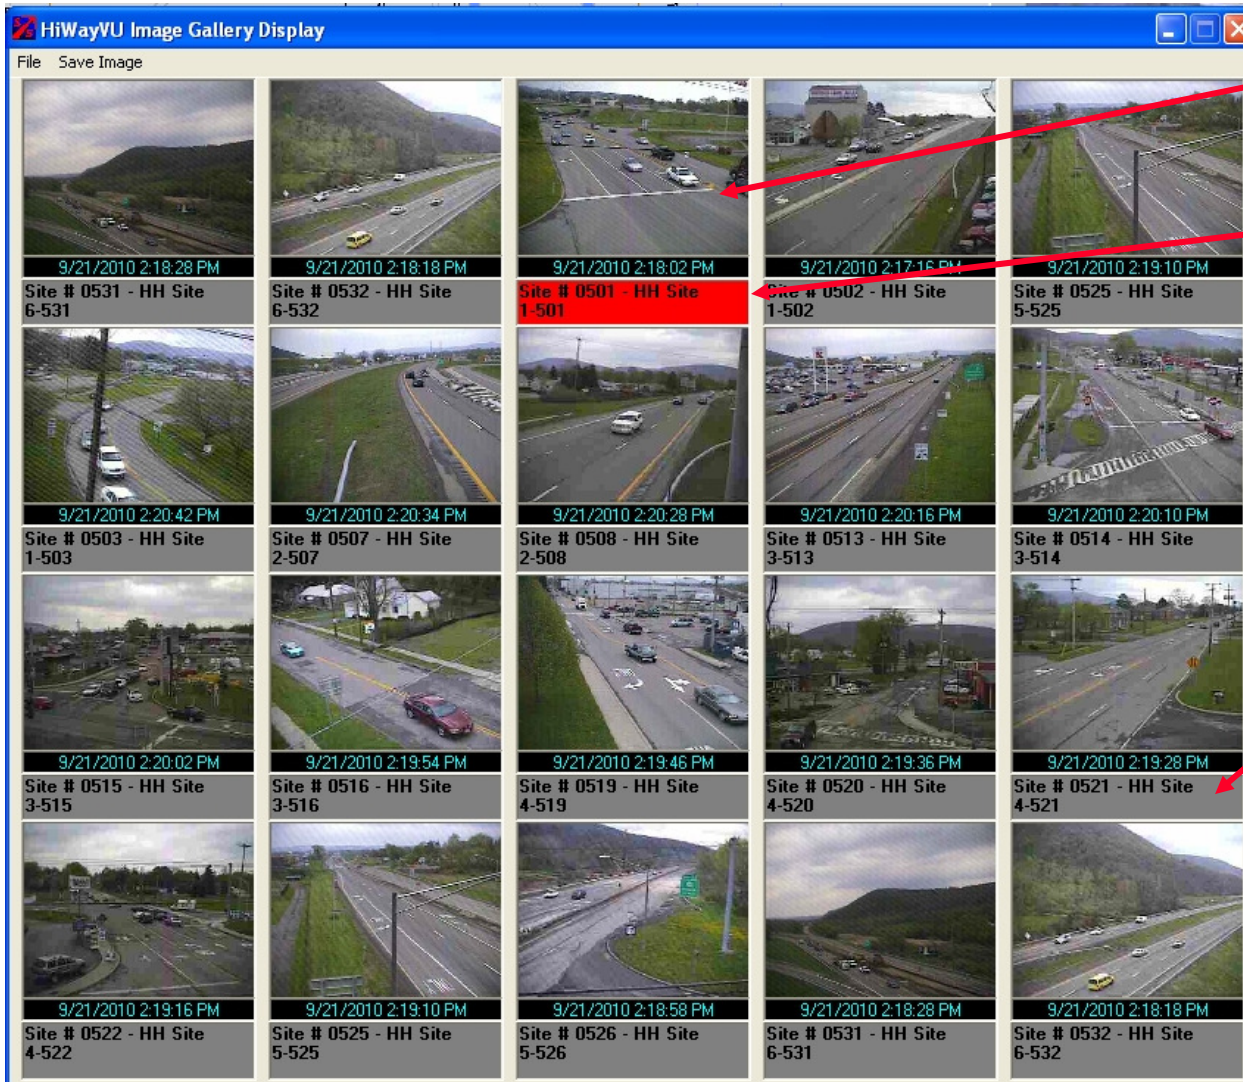 HiWayVU Image Gallery Display
File Save Image
9/21/2010 2:18:28 PM
Site # 0531 - HH Site
6-531
9/21/2010 2:18:18 PM
Site # 0532 - HH Site
6-532
9/21/2010 2:18:02 PM
Site # 0501 - HH Site
1-501
9/21/2010 2:17:16 PM
Site # 0502 - HH Site
1-502
9/21/2010 2:19:10 PM
Site # 0525 - HH Site
5-525
9/21/2010 2:20:42 PM
Site # 0503 - HH Site
1-503
9/21/2010 2:20:34 PM
Site # 0507 - HH Site
2-507
9/21/2010 2:20:28 PM
Site # 0508 - HH Site
2-508
9/21/2010 2:20:16 PM
Site # 0513 - HH Site
3-513
9/21/2010 2:20:10 PM
Site # 0514 - HH Site
3-514
9/21/2010 2:20:02 PM
Site # 0515 - HH Site
3-515
9/21/2010 2:19:54 PM
Site # 0516 - HH Site
3-516
9/21/2010 2:19:46 PM
Site # 0519 - HH Site
4-519
9/21/2010 2:19:36 PM
Site # 0520 - HH Site
4-520
9/21/2010 2:19:28 PM
Site # 0521 - HH Site
4-521
9/21/2010 2:19:16 PM
Site # 0522 - HH Site
4-522
9/21/2010 2:19:10 PM
Site # 0525 - HH Site
5-525
9/21/2010 2:18:58 PM
Site # 0526 - HH Site
5-526
9/21/2010 2:18:28 PM
Site # 0531 - HH Site
6-531
9/21/2010 2:18:18 PM
Site # 0532 - HH Site
6-532